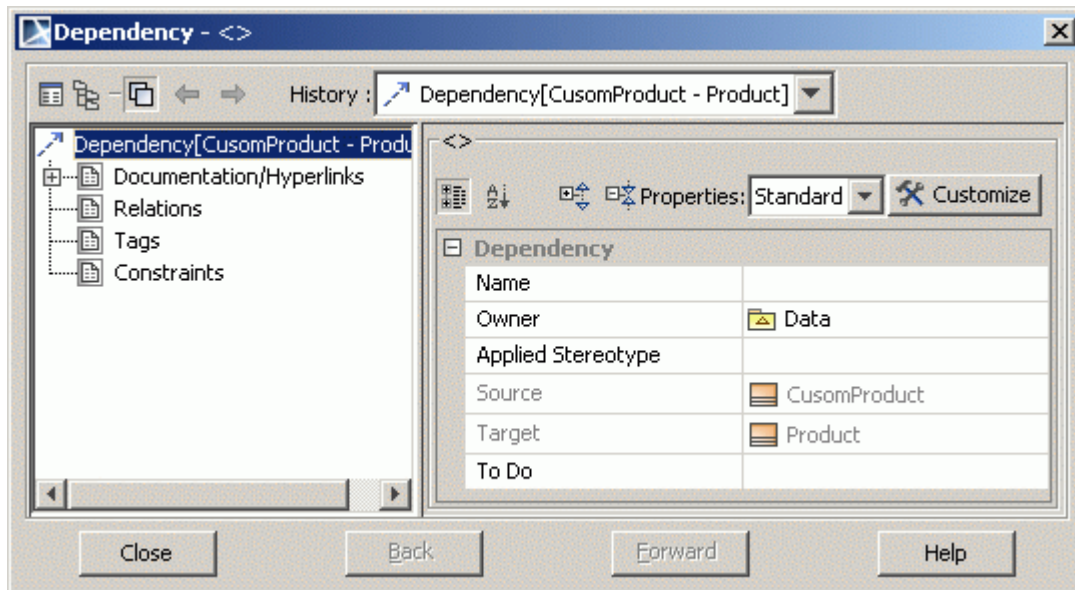 Dependency - <>
History : Dependency[CusomProduct - Product]
Dependency[CusomProduct - Produ
Documentation/Hyperlinks
Relations
Tags
Constraints
<>
Properties: Standard Customize
Dependency
Name
Owner Data
Applied Stereotype
Source CusomProduct
Target Product
To Do
Close Back Forward Help